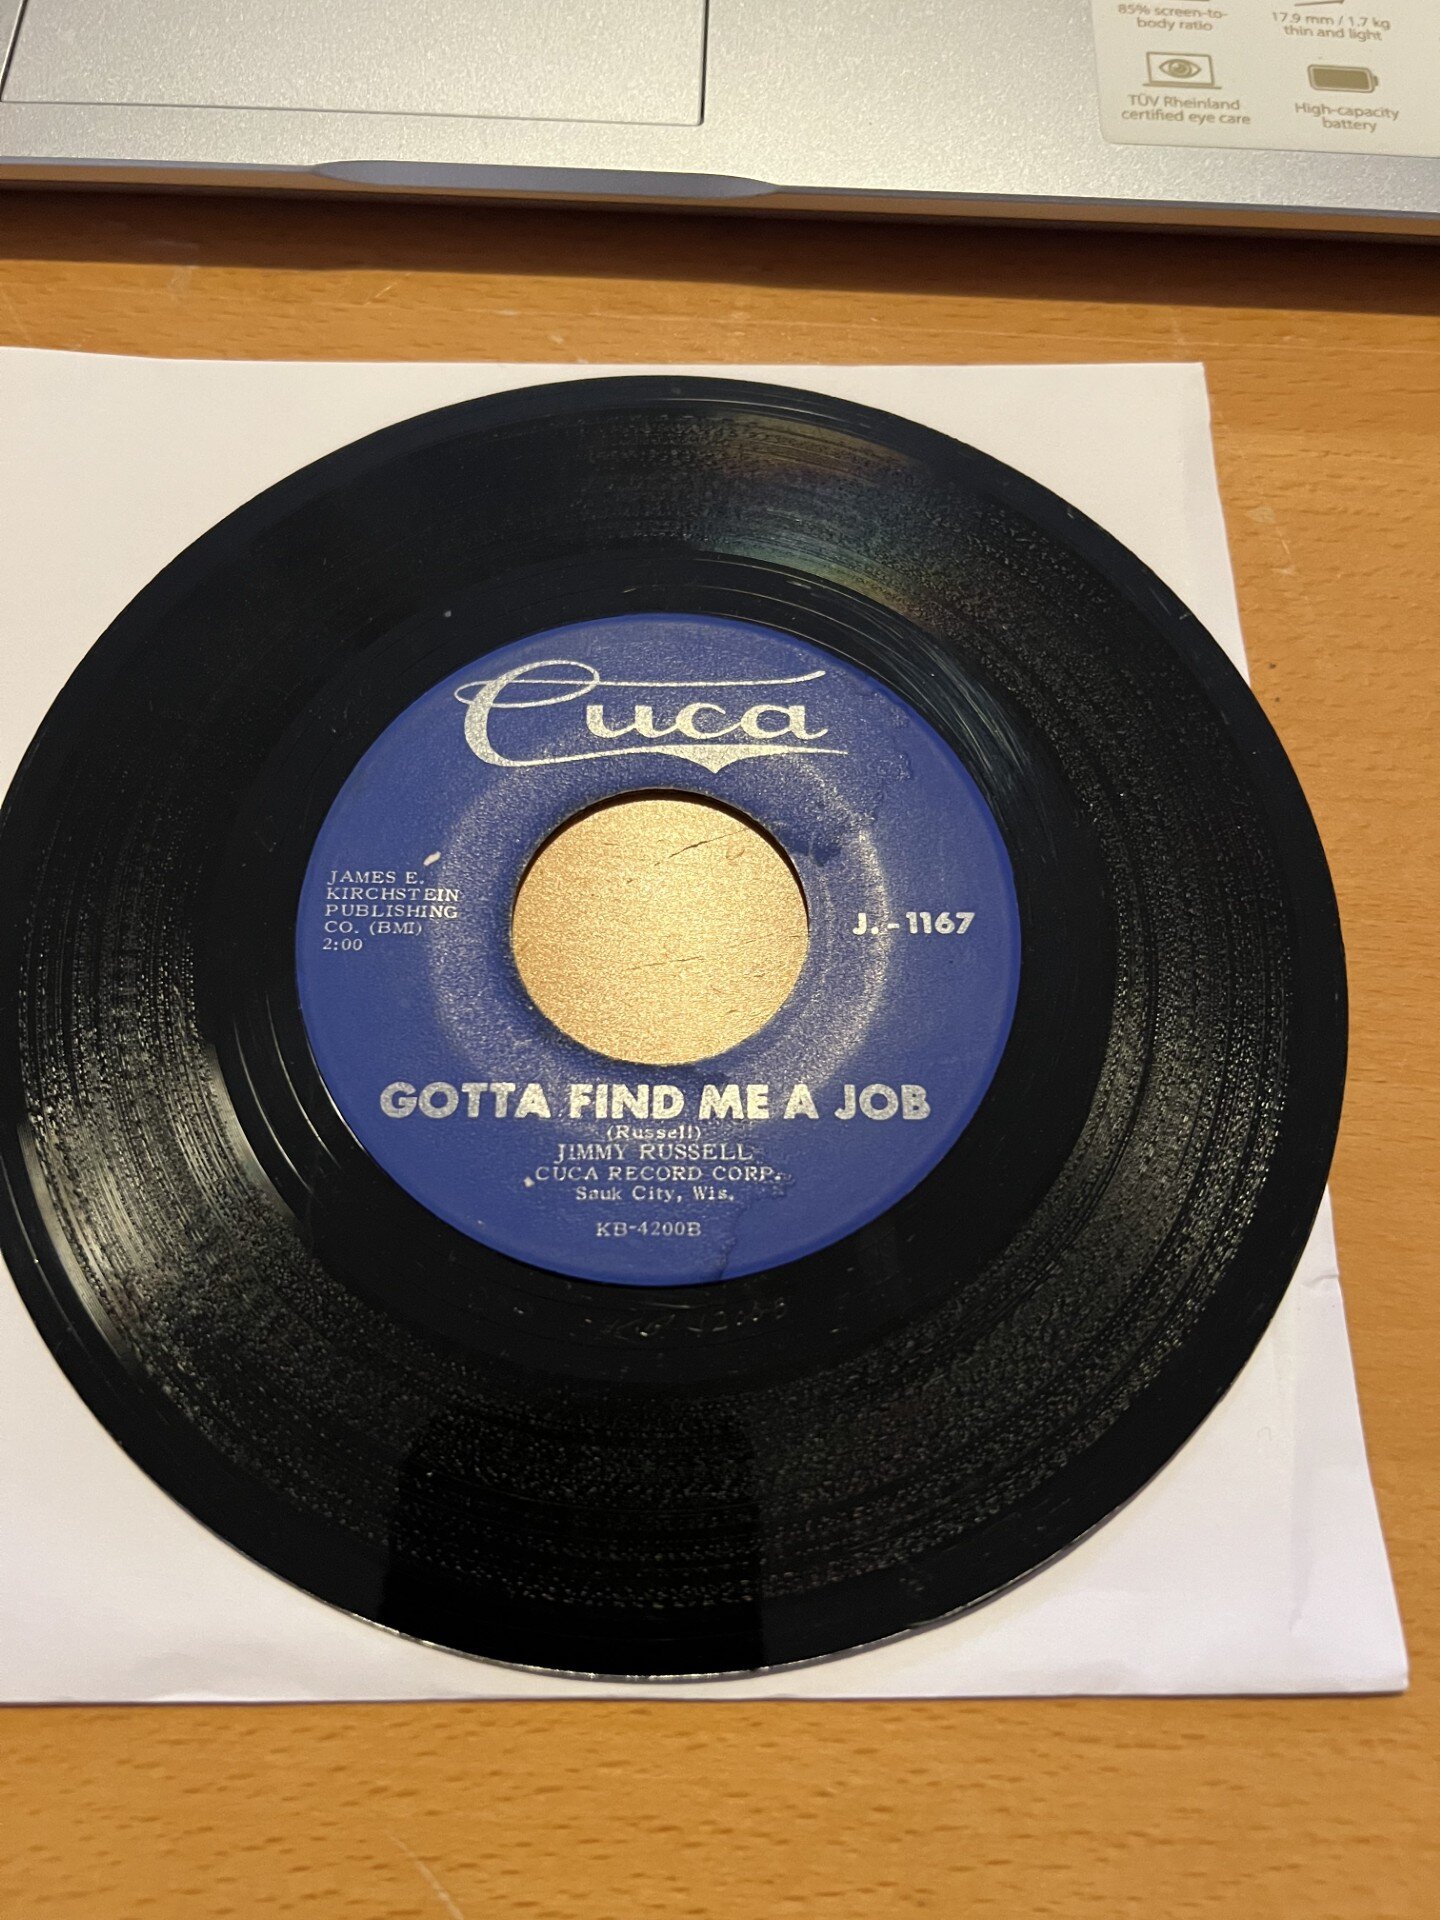 85% screen-to-
body ratio
17.9 mm / 1.7 kg
thin and light
TÜV Rheinland
certified eye care
High-capacity
battery
Cuca
JAMES E.
KIRCHSTEIN
PUBLISHING
CO. (BMI)
2:00
J.-1167
GOTTA FIND ME A JOB
(Russell)
JIMMY RUSSELL
CUCA RECORD CORP.
Sauk City, Wis.
KB-4200B